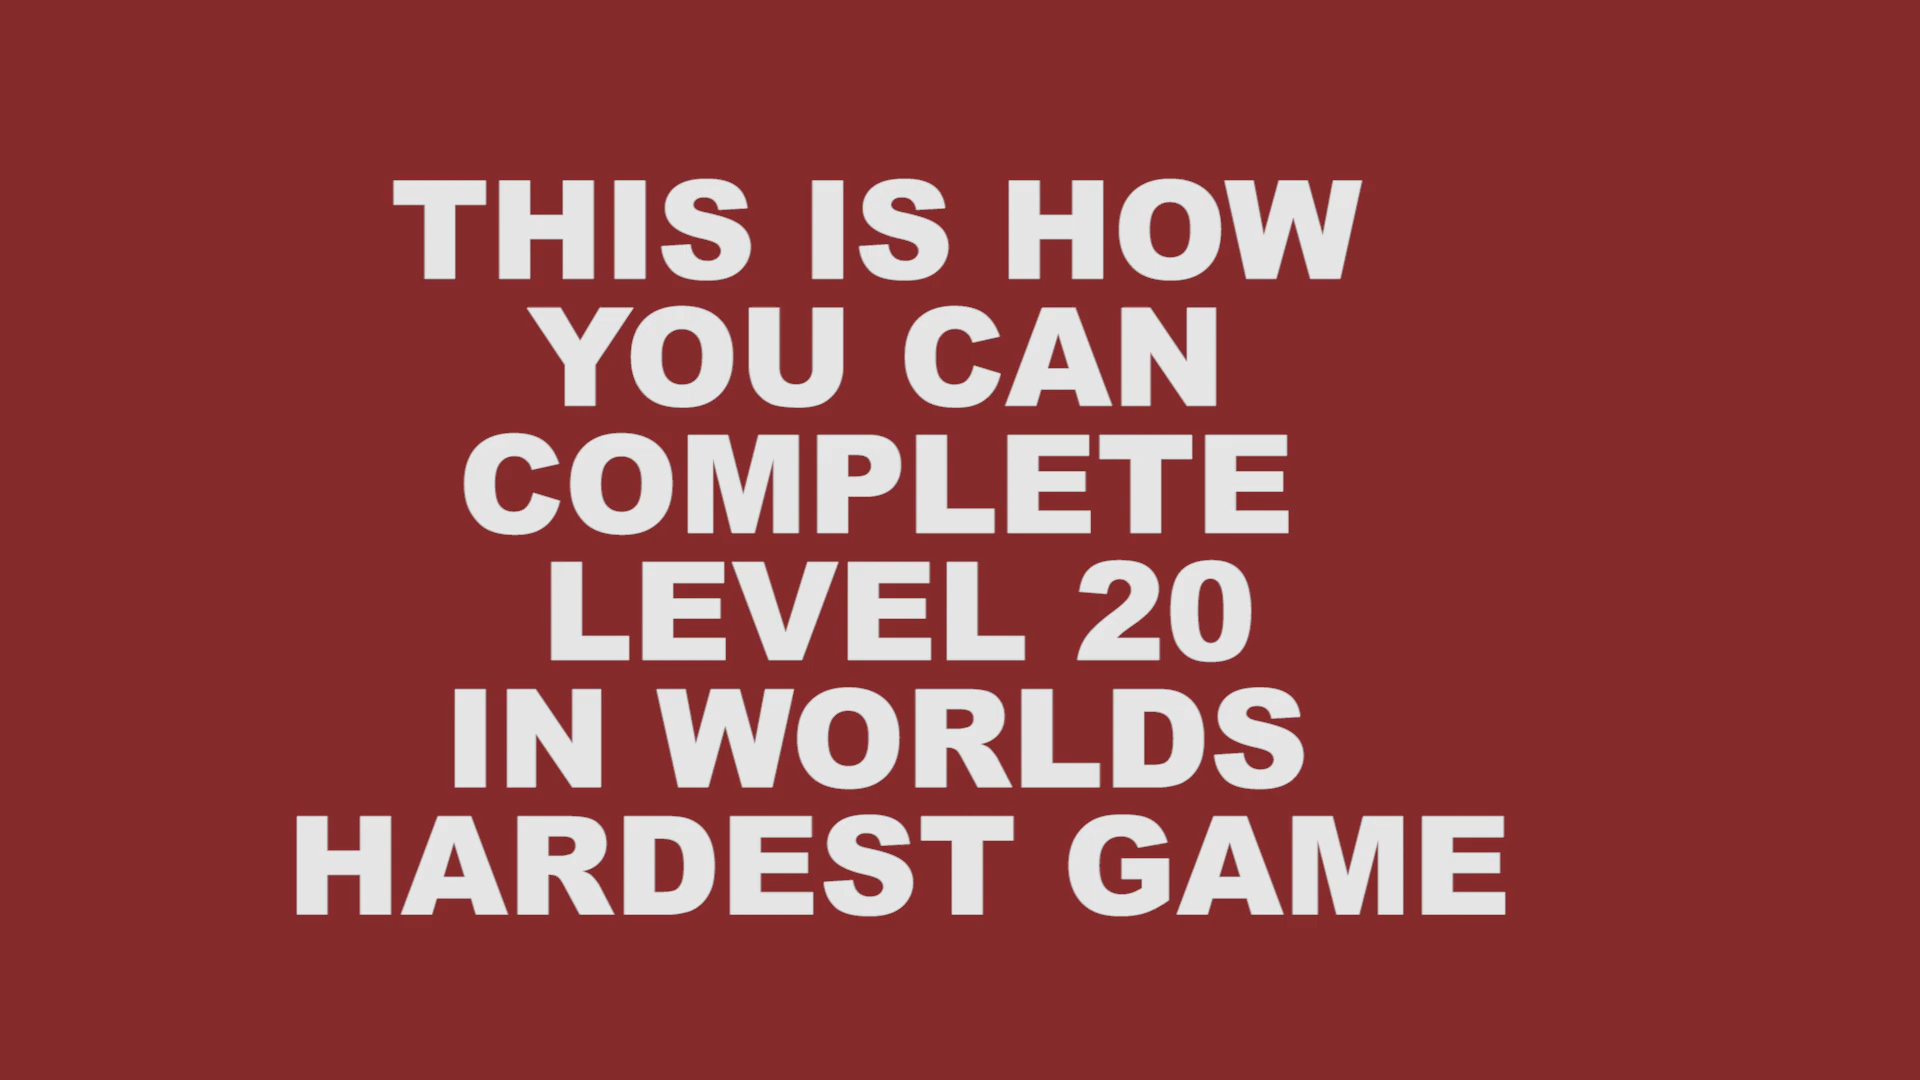 THIS IS HOW
YOU CAN
COMPLETE
LEVEL 20
IN WORLDS
HARDEST GAME